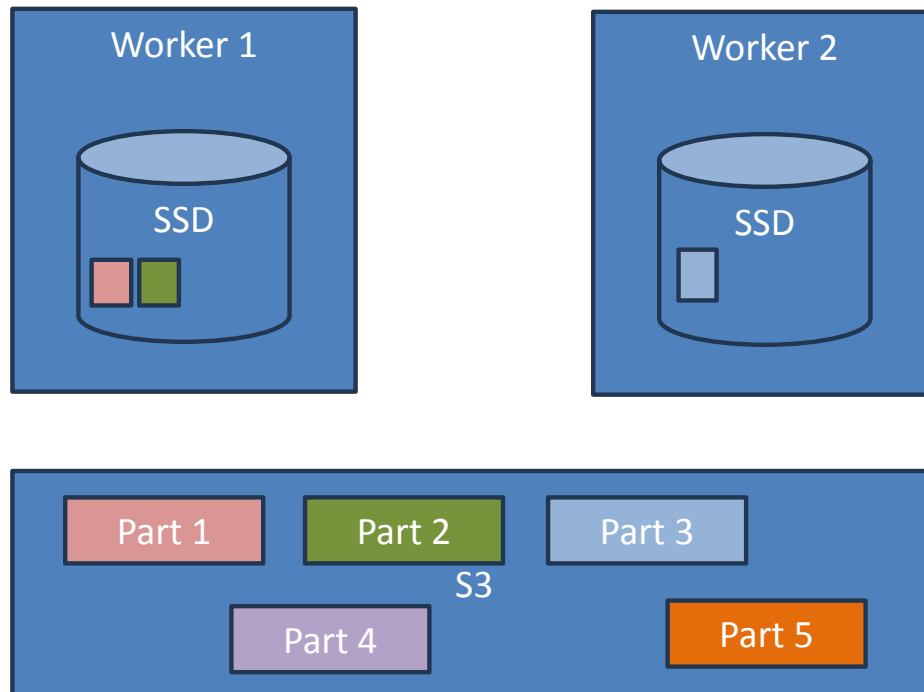 Worker 1
Worker 2
SSD
SSD
Part 1
Part 2
Part 3
S3
Part 4
Part 5